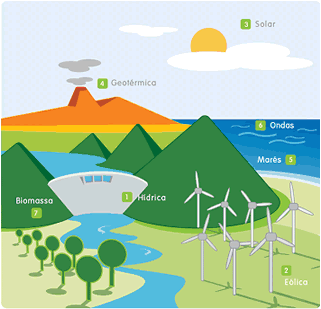 3 Solar
4 Geotérmica
6 Ondas
Marés 5
1 Hídrica
Biomassa
7
2
Eólica